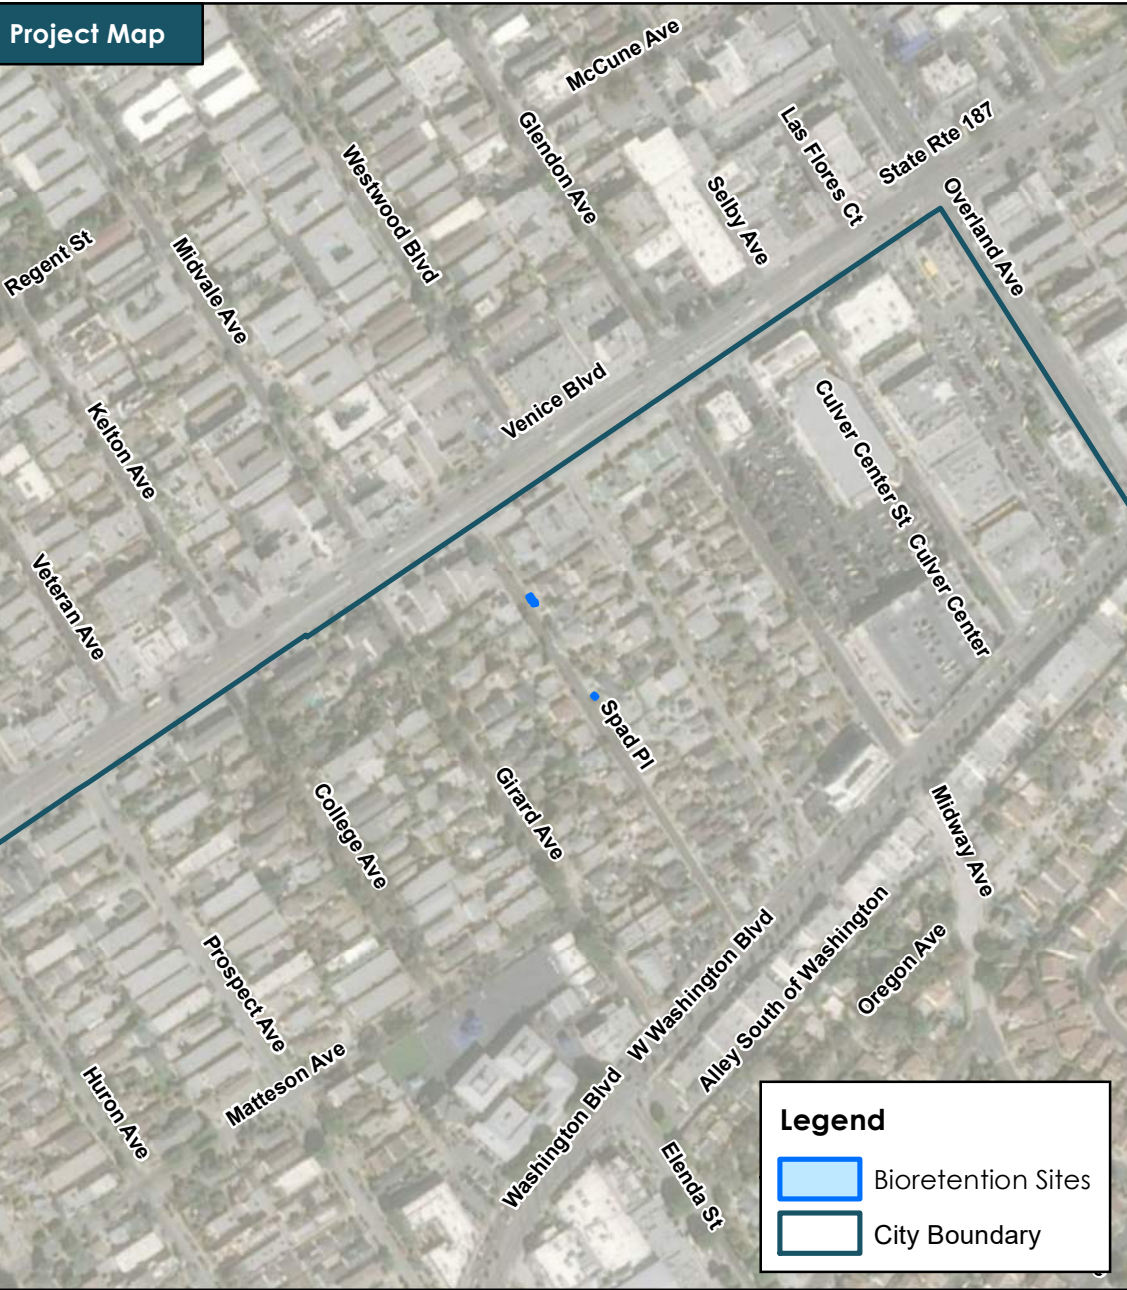 Project Map
McCune Ave
Glendon Ave
Las Flores Ct
State Rte 187
Westwood Blvd
Selby Ave
Overland Ave
Regent St
Midvale Ave
Venice Blvd
Kelton Ave
Culver Center St
Culver Center
Veteran Ave
Spad Pl
Girard Ave
College Ave
Midway Ave
Prospect Ave
W Washington Blvd
Alley South of Washington
Oregon Ave
Matteson Ave
Huron Ave
Washington Blvd
Elenda St
Legend
Bioretention Sites
City Boundary